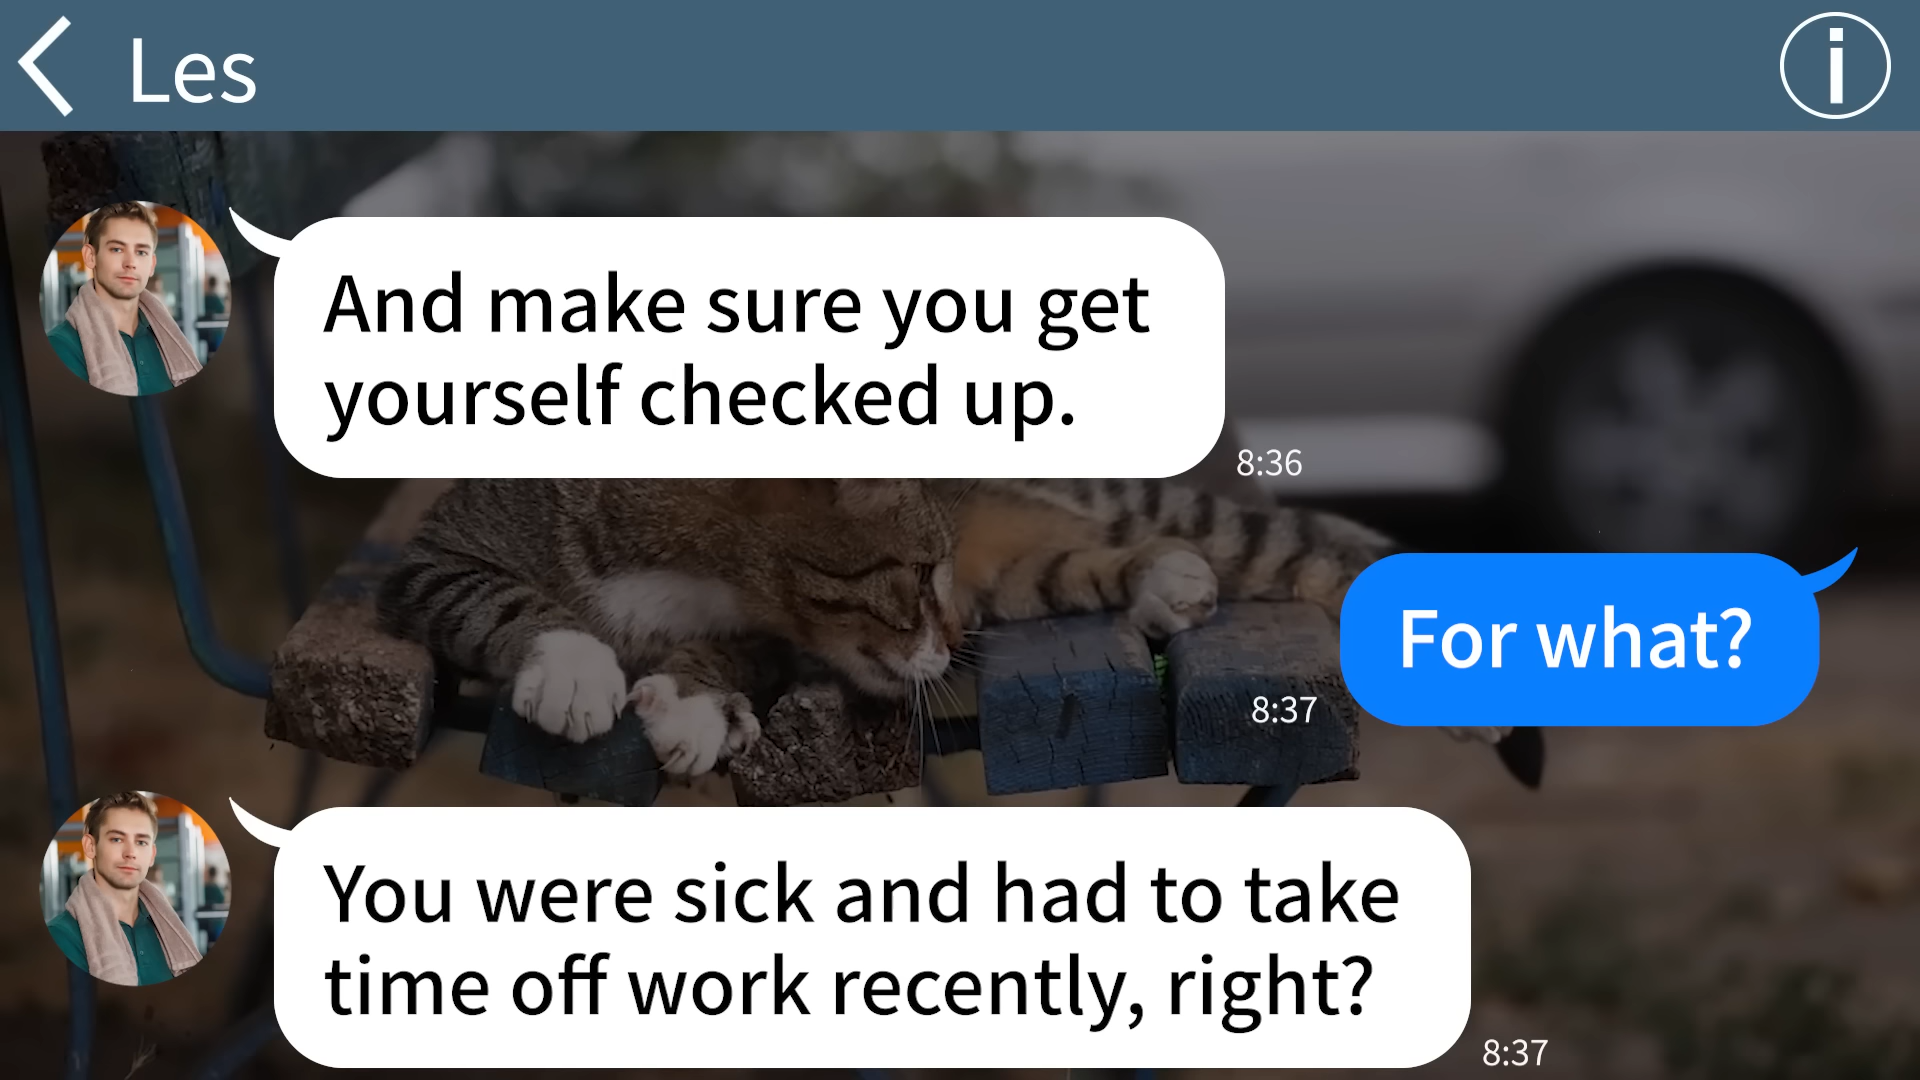 Les
i
And make sure you get
yourself checked up.
8:36
For what?
8:37
You were sick and had to take
time off work recently, right?
8:37